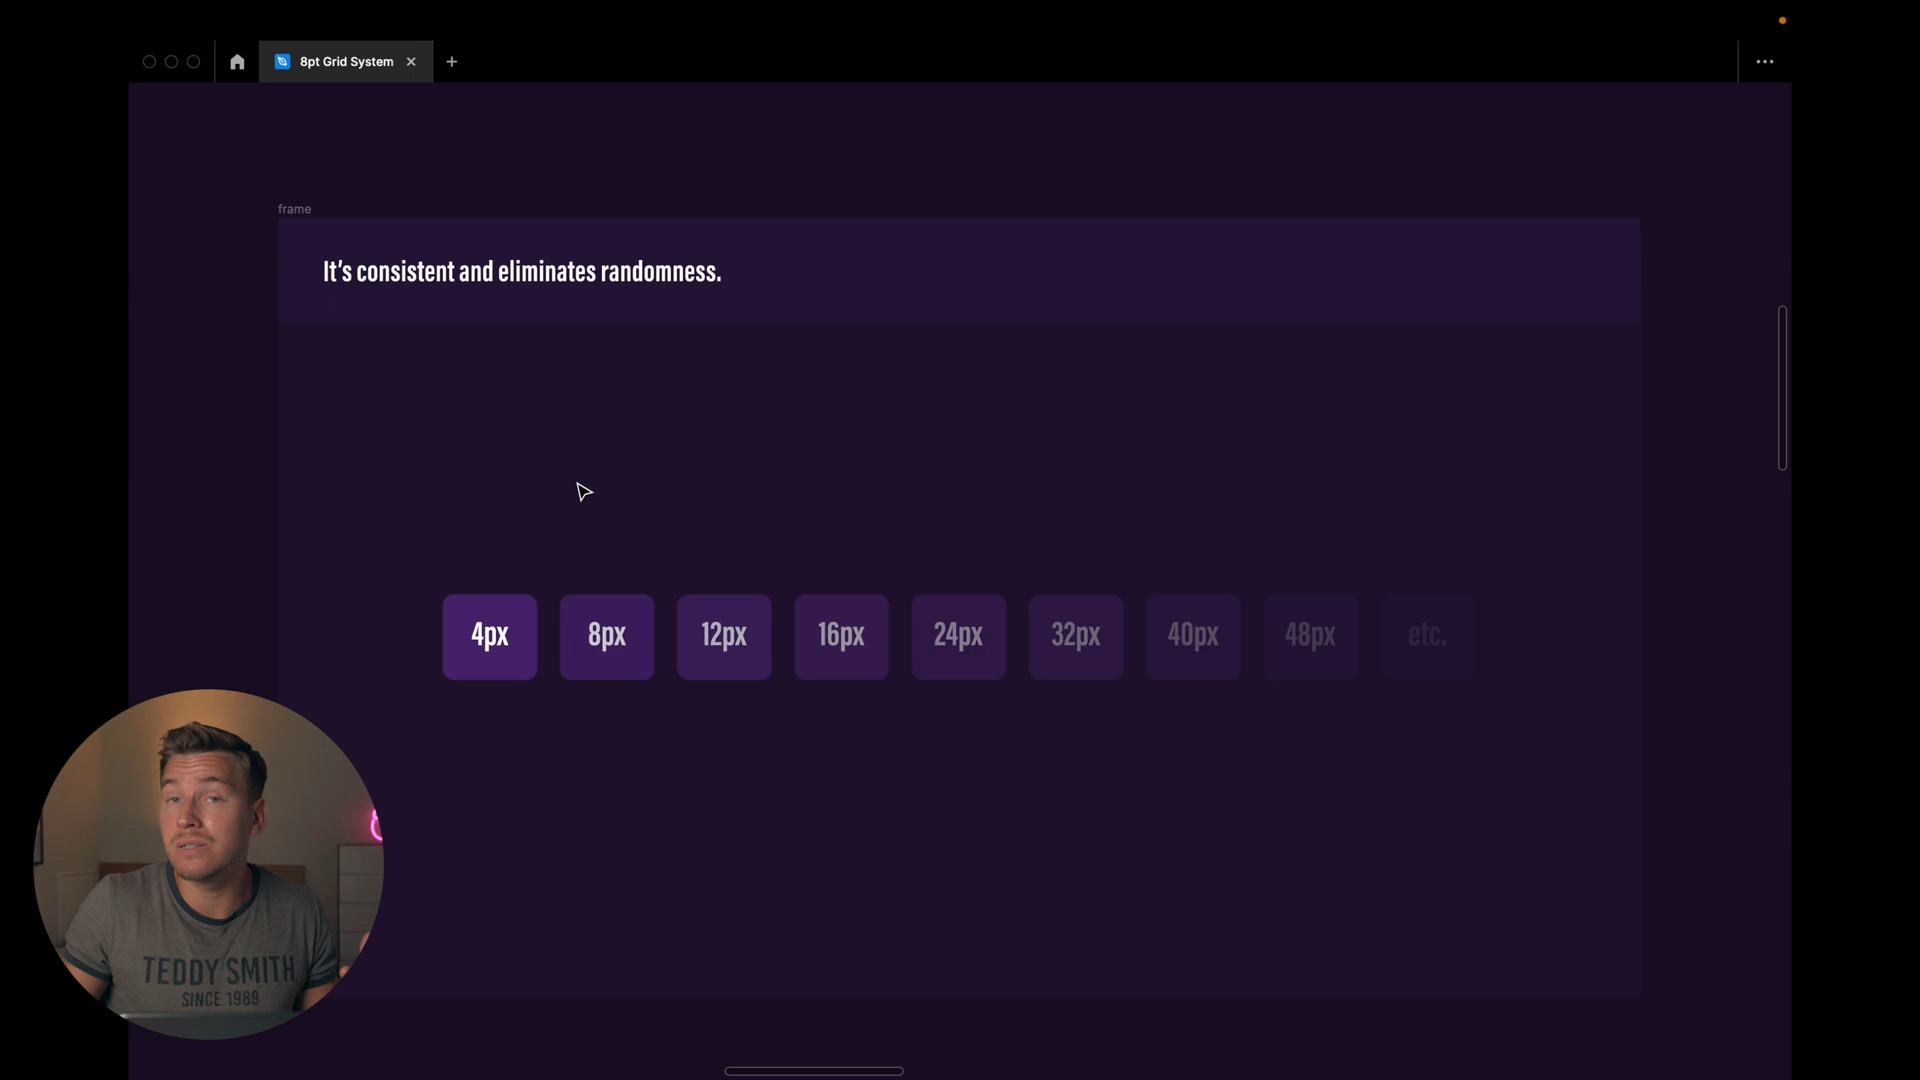 8pt Grid System
frame
It's consistent and eliminates randomness.
4px 8px 12px 16px 24px 32px 40px 48px etc.
TEDDY SMITH
SINCE 1989